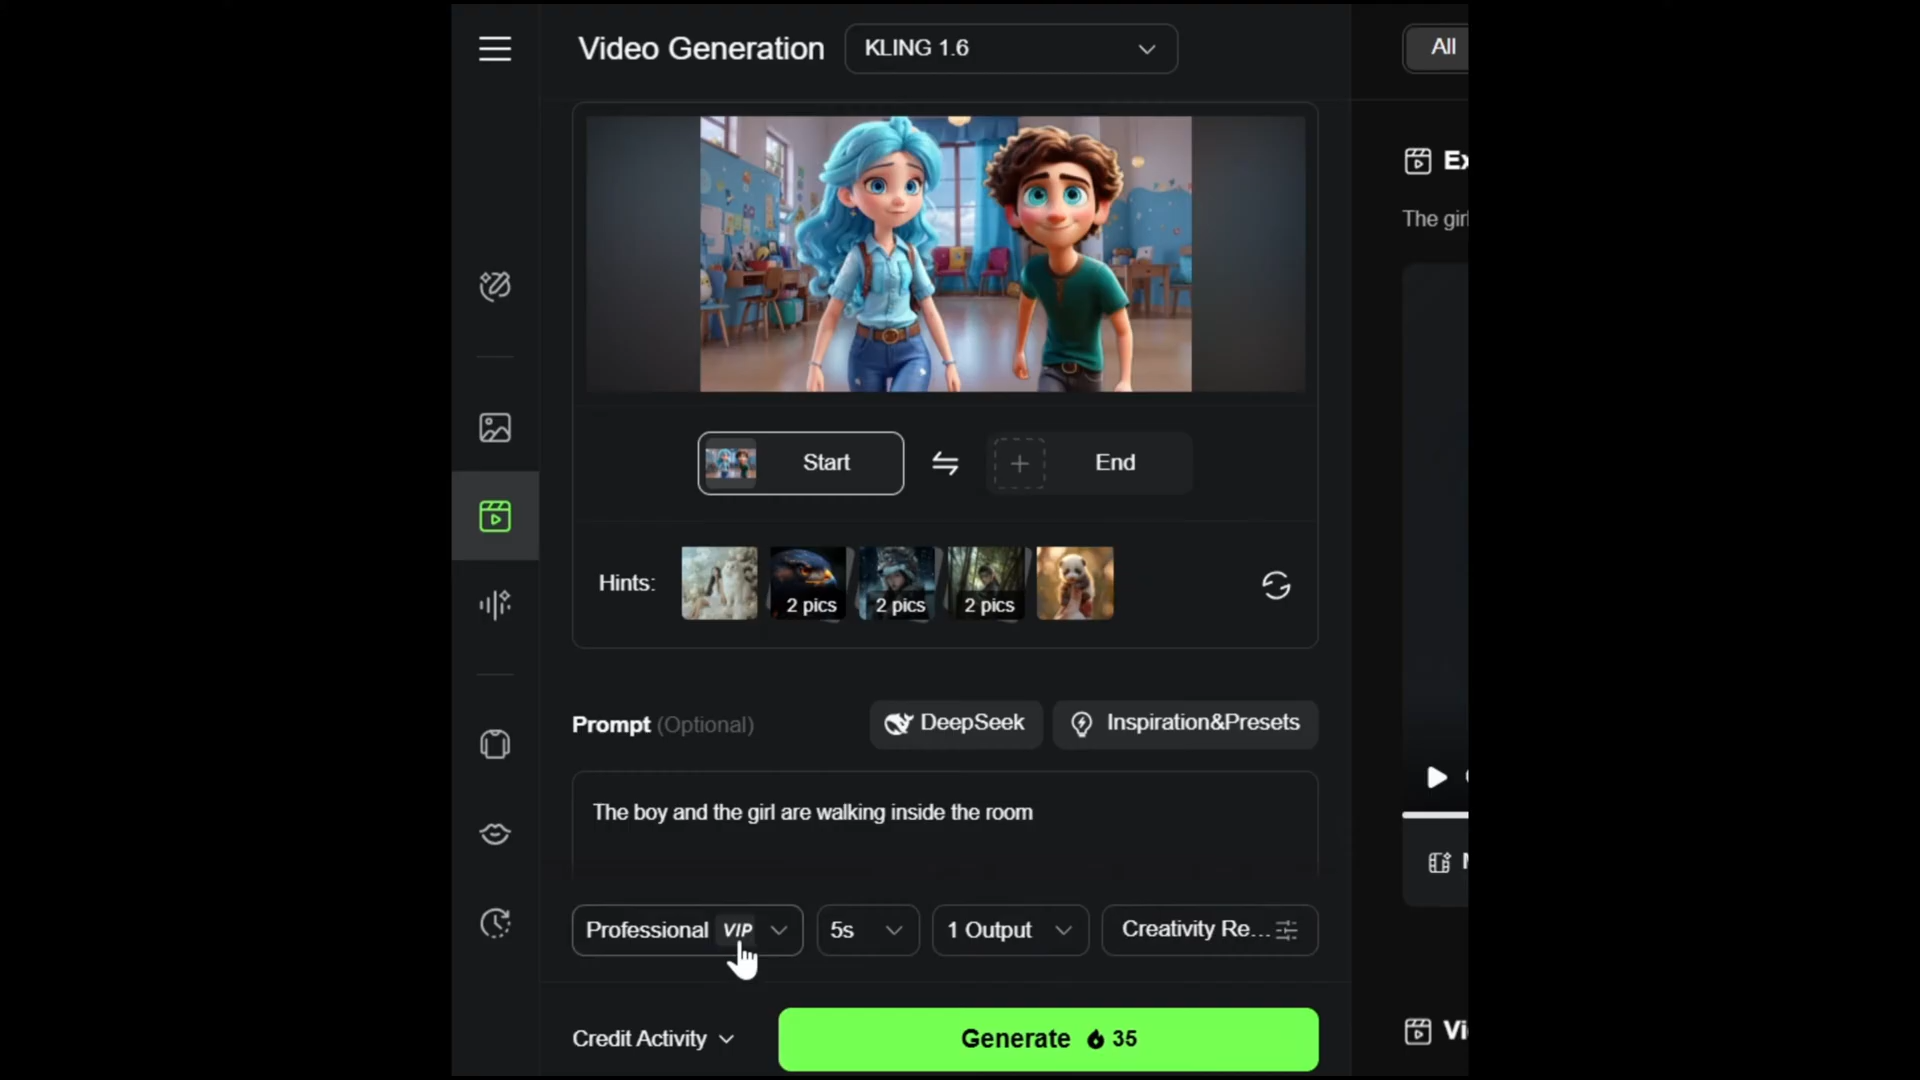 Video Generation
KLING 1.6
All
Ex
The girl
Start
End
Hints:
2 pics
2 pics
2 pics
Prompt (Optional)
DeepSeek
Inspiration&Presets
The boy and the girl are walking inside the room
Professional VIP
5s
1 Output
Creativity Re...
Credit Activity
Generate 35
Vi